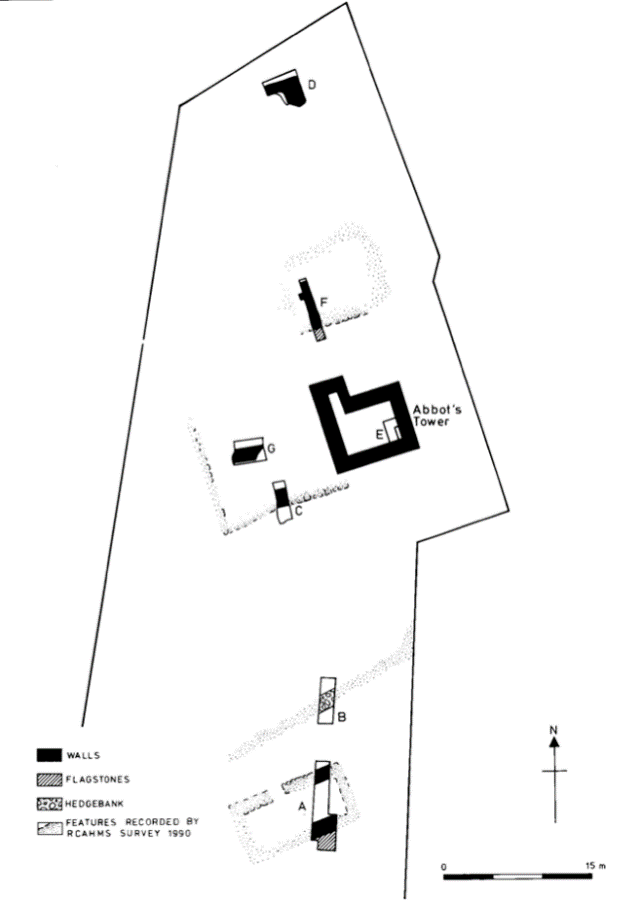 D
F
Abbot's
Tower
E
G
C
B
A
N
WALLS
FLAGSTONES
HEDGEBANK
FEATURES RECORDED BY
RCAHMS SURVEY 1990
0 15 m